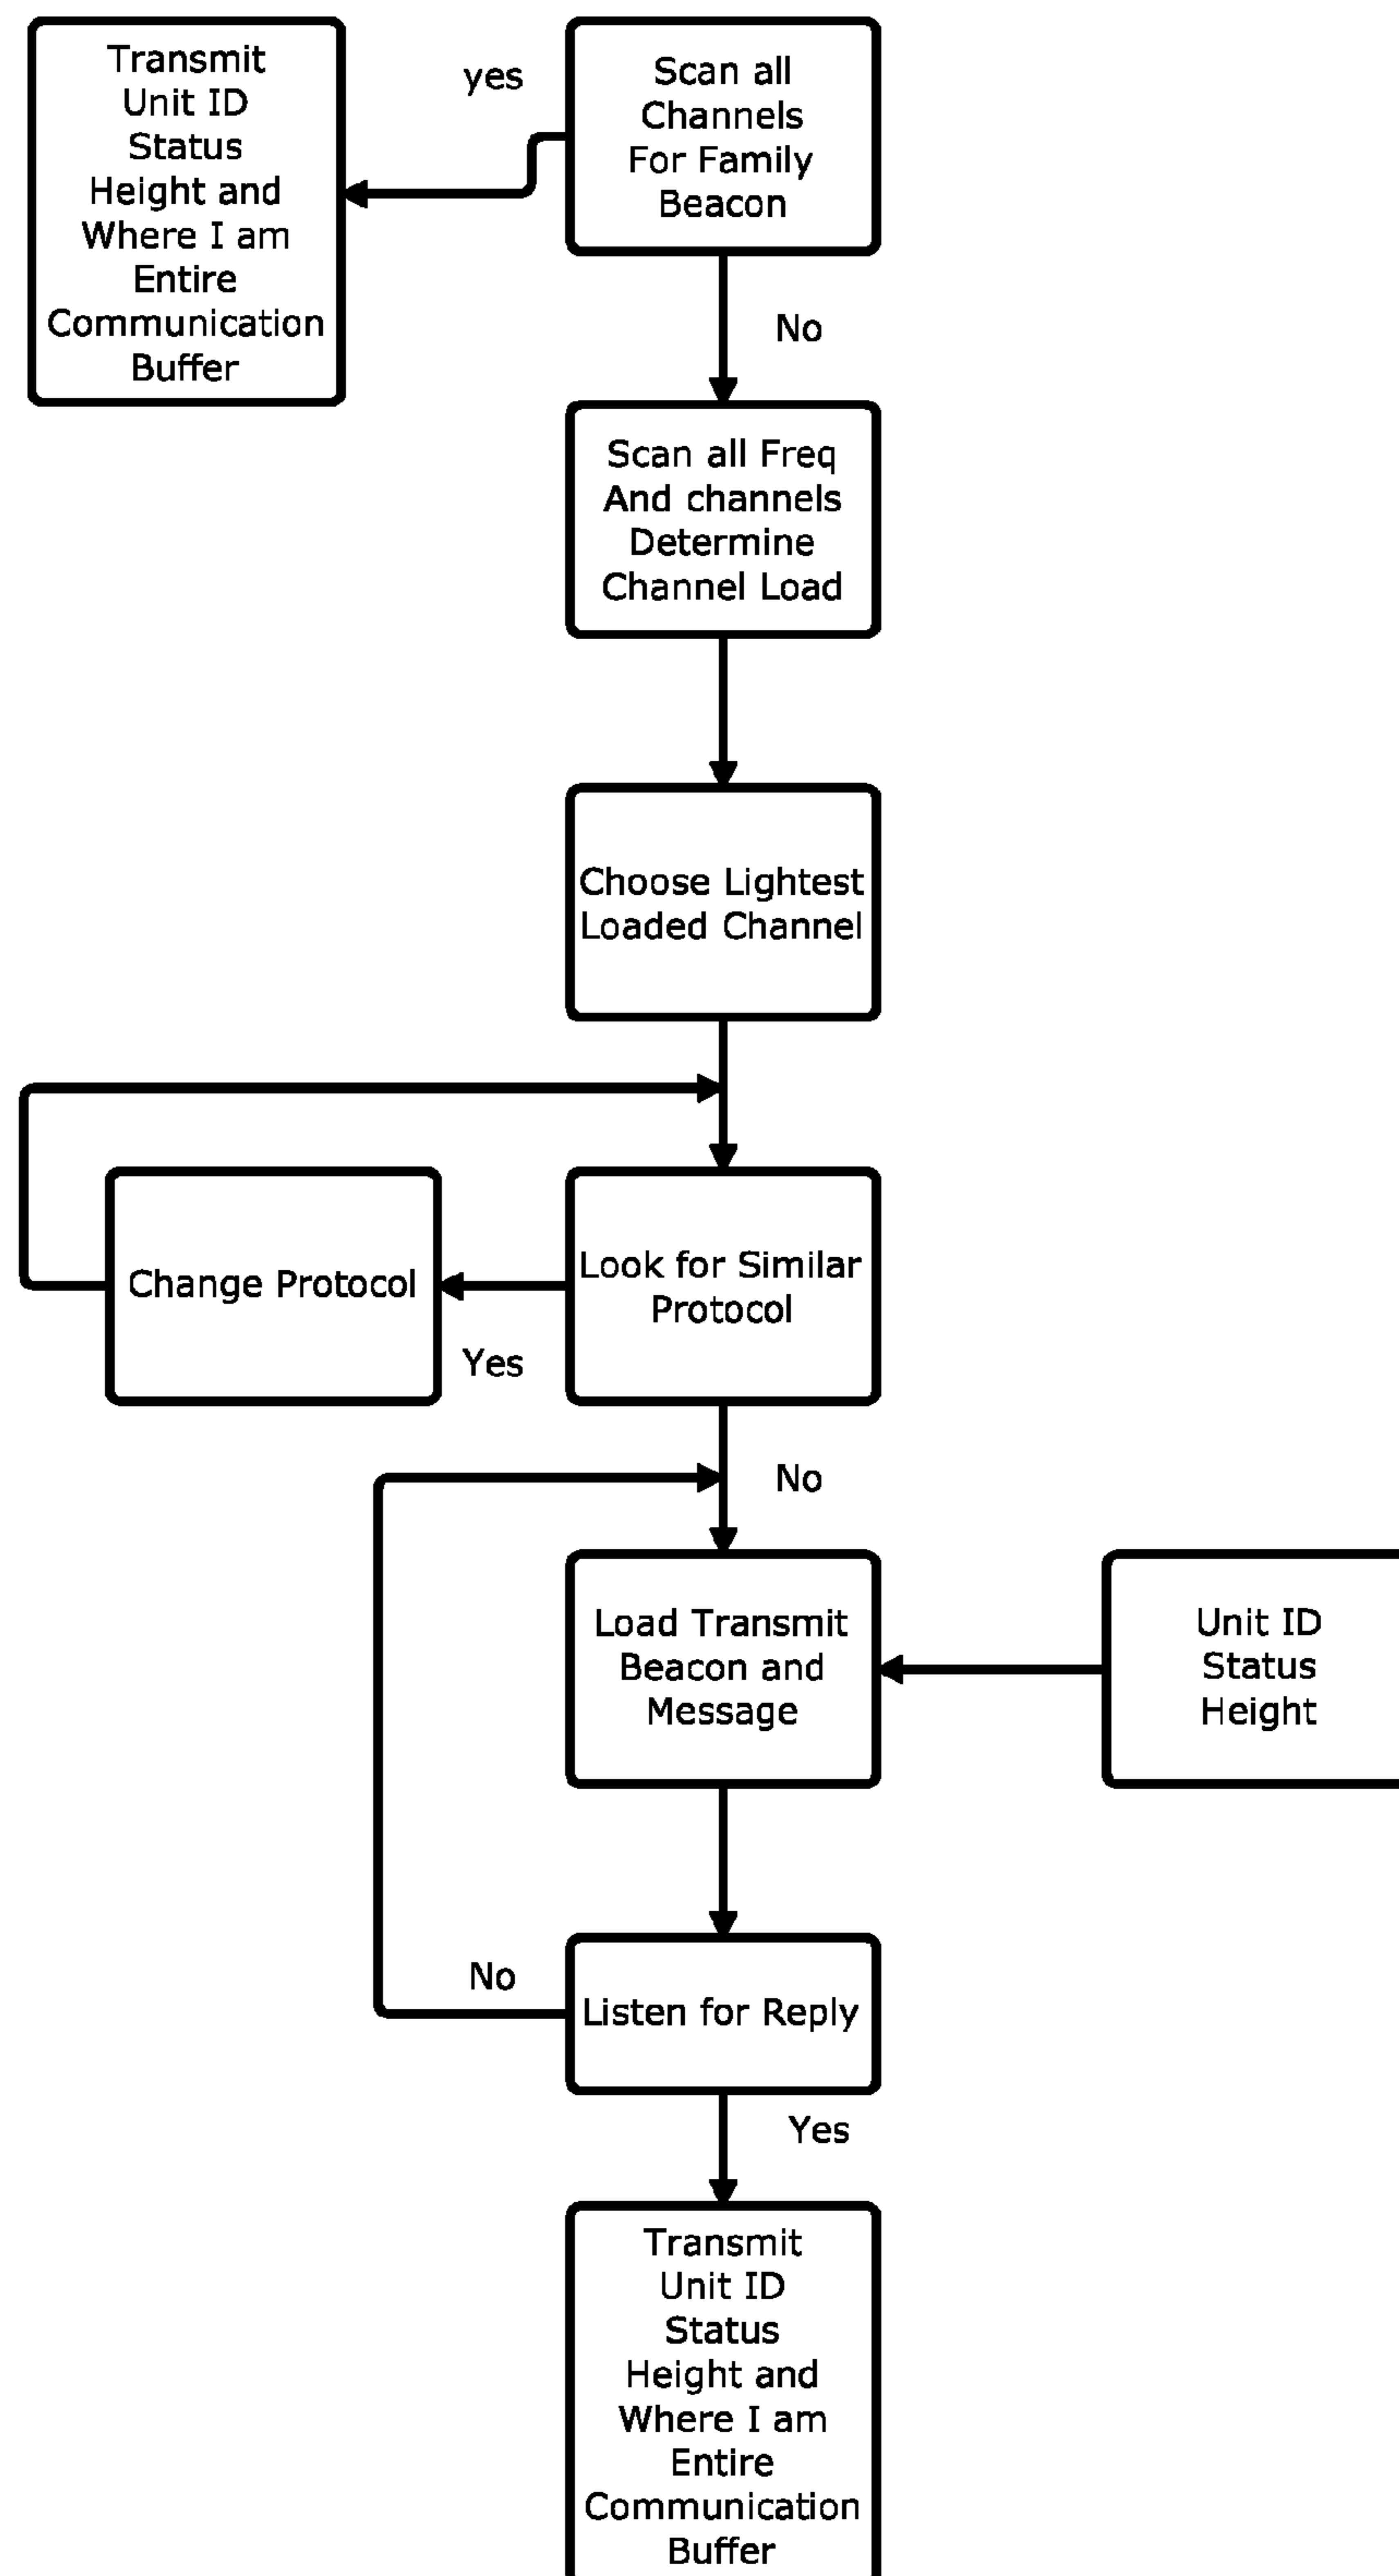 Transmit
Unit ID
Status
Height and
Where I am
Entire
Communication
Buffer
yes
Scan all
Channels
For Family
Beacon
No
Scan all Freq
And channels
Determine
Channel Load
Choose Lightest
Loaded Channel
Change Protocol
Yes
Look for Similar
Protocol
No
Load Transmit
Beacon and
Message
Unit ID
Status
Height
No
Listen for Reply
Yes
Transmit
Unit ID
Status
Height and
Where I am
Entire
Communication
Buffer